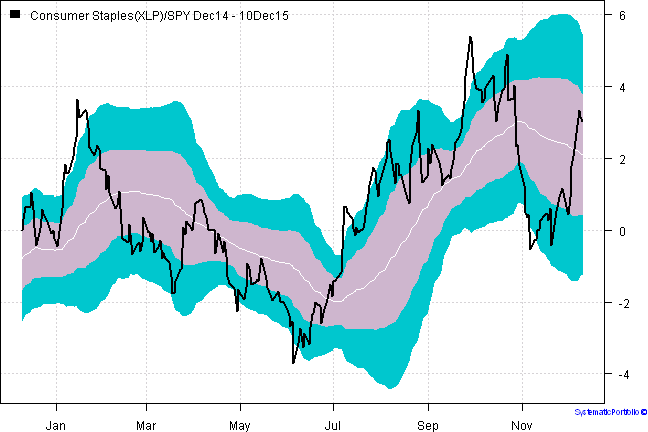 Consumer Staples(XLP)/SPY Dec14 - 10Dec15
6
4
2
0
-2
-4
Jan Mar May Jul Sep Nov
SystematicPortfolio ©